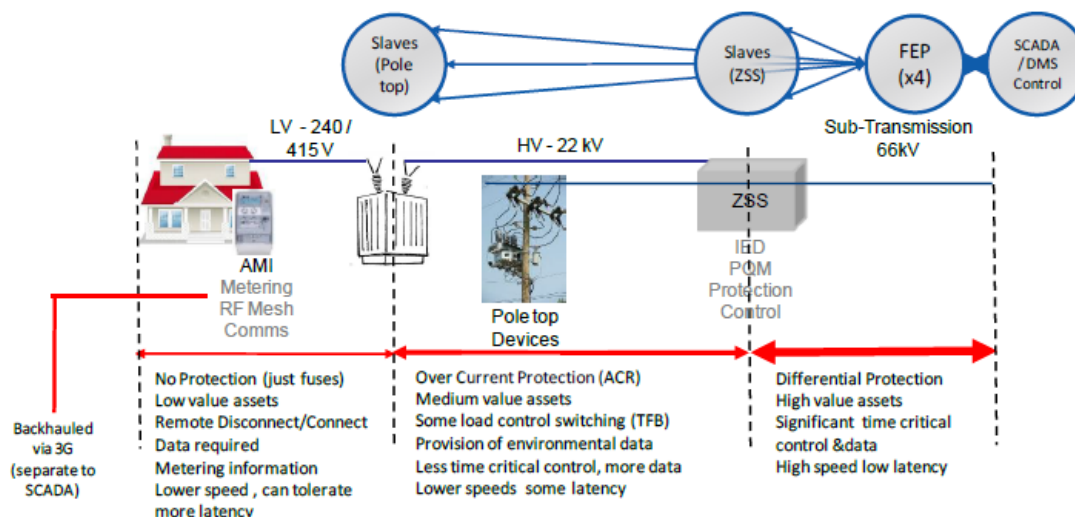 Slaves
(Pole
top)
Slaves
(ZSS)
FEP
(x4)
SCADA
/ DMS
Control
LV - 240 /
415 V
HV - 22 kV
Sub-Transmission
66kV
ZSS
IED
PQM
Protection
Control
AMI
Metering
RF Mesh
Comms
Pole top
Devices
Backhauled
via 3G
(separate to
SCADA)
No Protection (just fuses)
Low value assets
Remote Disconnect/Connect
Data required
Metering information
Lower speed , can tolerate
more latency
Over Current Protection (ACR)
Medium value assets
Some load control switching (TFB)
Provision of environmental data
Less time critical control, more data
Lower speeds some latency
Differential Protection
High value assets
Significant time critical
control &data
High speed low latency